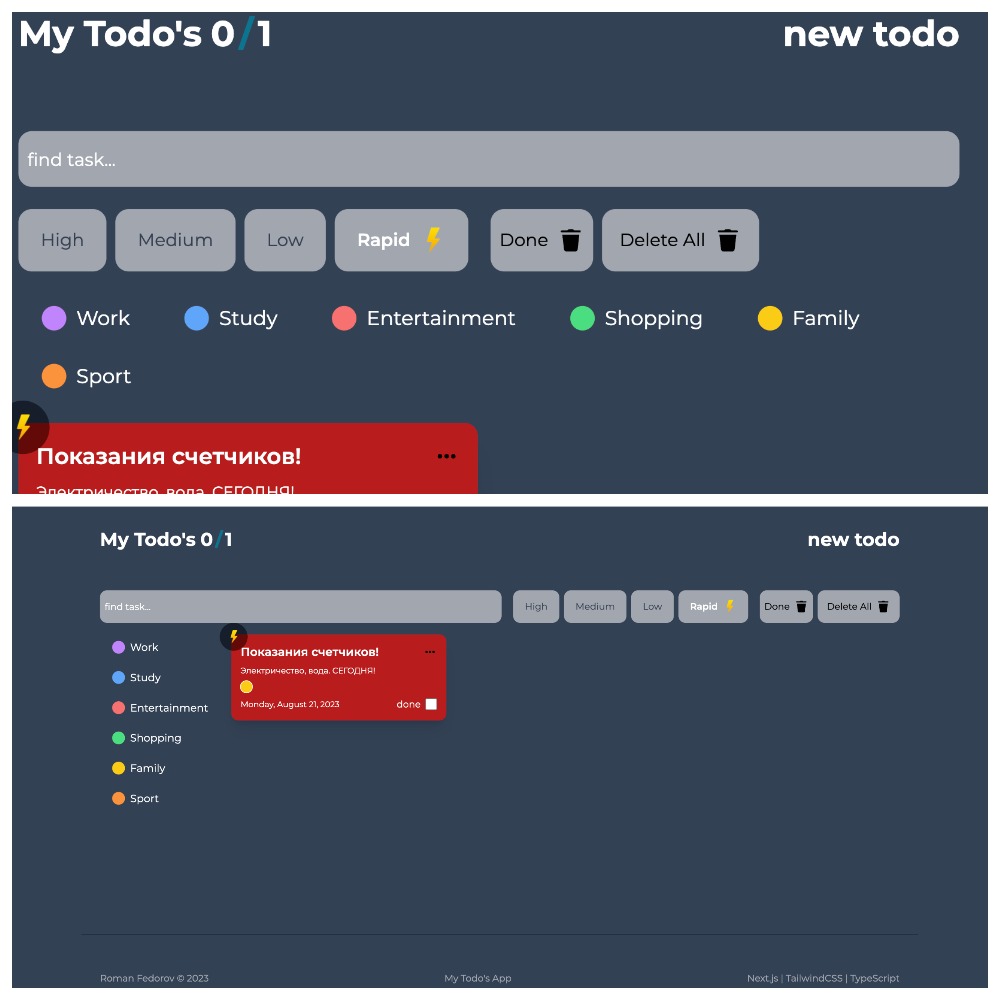 My Todo's 0/1 new todo
find task...
High Medium Low Rapid Done Delete All
Work Study Entertainment Shopping Family
Sport
Показания счетчиков!
Электричество, вода. СЕГОДНЯ!
My Todo's 0/1 new todo
find task... High Medium Low Rapid Done Delete All
Work
Study
Entertainment
Shopping
Family
Sport
Показания счетчиков!
Электричество, вода. СЕГОДНЯ!
Monday, August 21, 2023 done
Roman Fedorov © 2023 My Todo's App Next.js | TailwindCSS | TypeScript